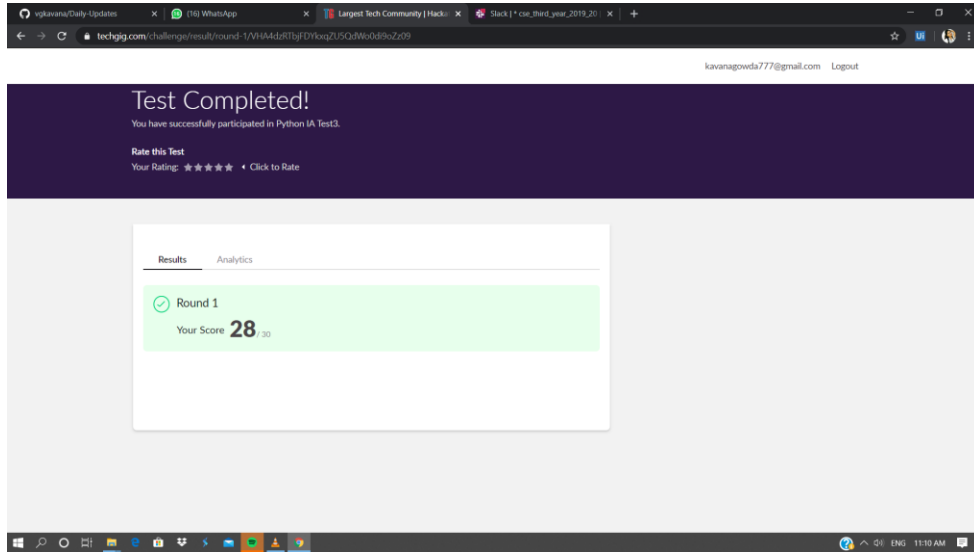 vgkavana/Daily-Updates
(16) WhatsApp
Largest Tech Community | Hacka
Slack | * cse_third_year_2019_20 |
techgig.com/challenge/result/round-1/
kavanagowda777@gmail.com Logout
Test Completed!
You have successfully participated in Python IA Test3.
Rate this Test
Your Rating: Click to Rate
Results Analytics
Round 1
Your Score 28 / 30
ENG 11:10 AM